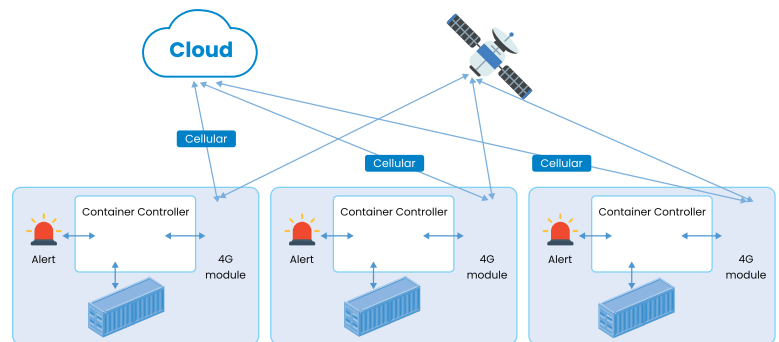 Cloud
Cellular
Cellular
Cellular
Container Controller
Alert
4G
module
Container Controller
Alert
4G
module
Container Controller
Alert
4G
module